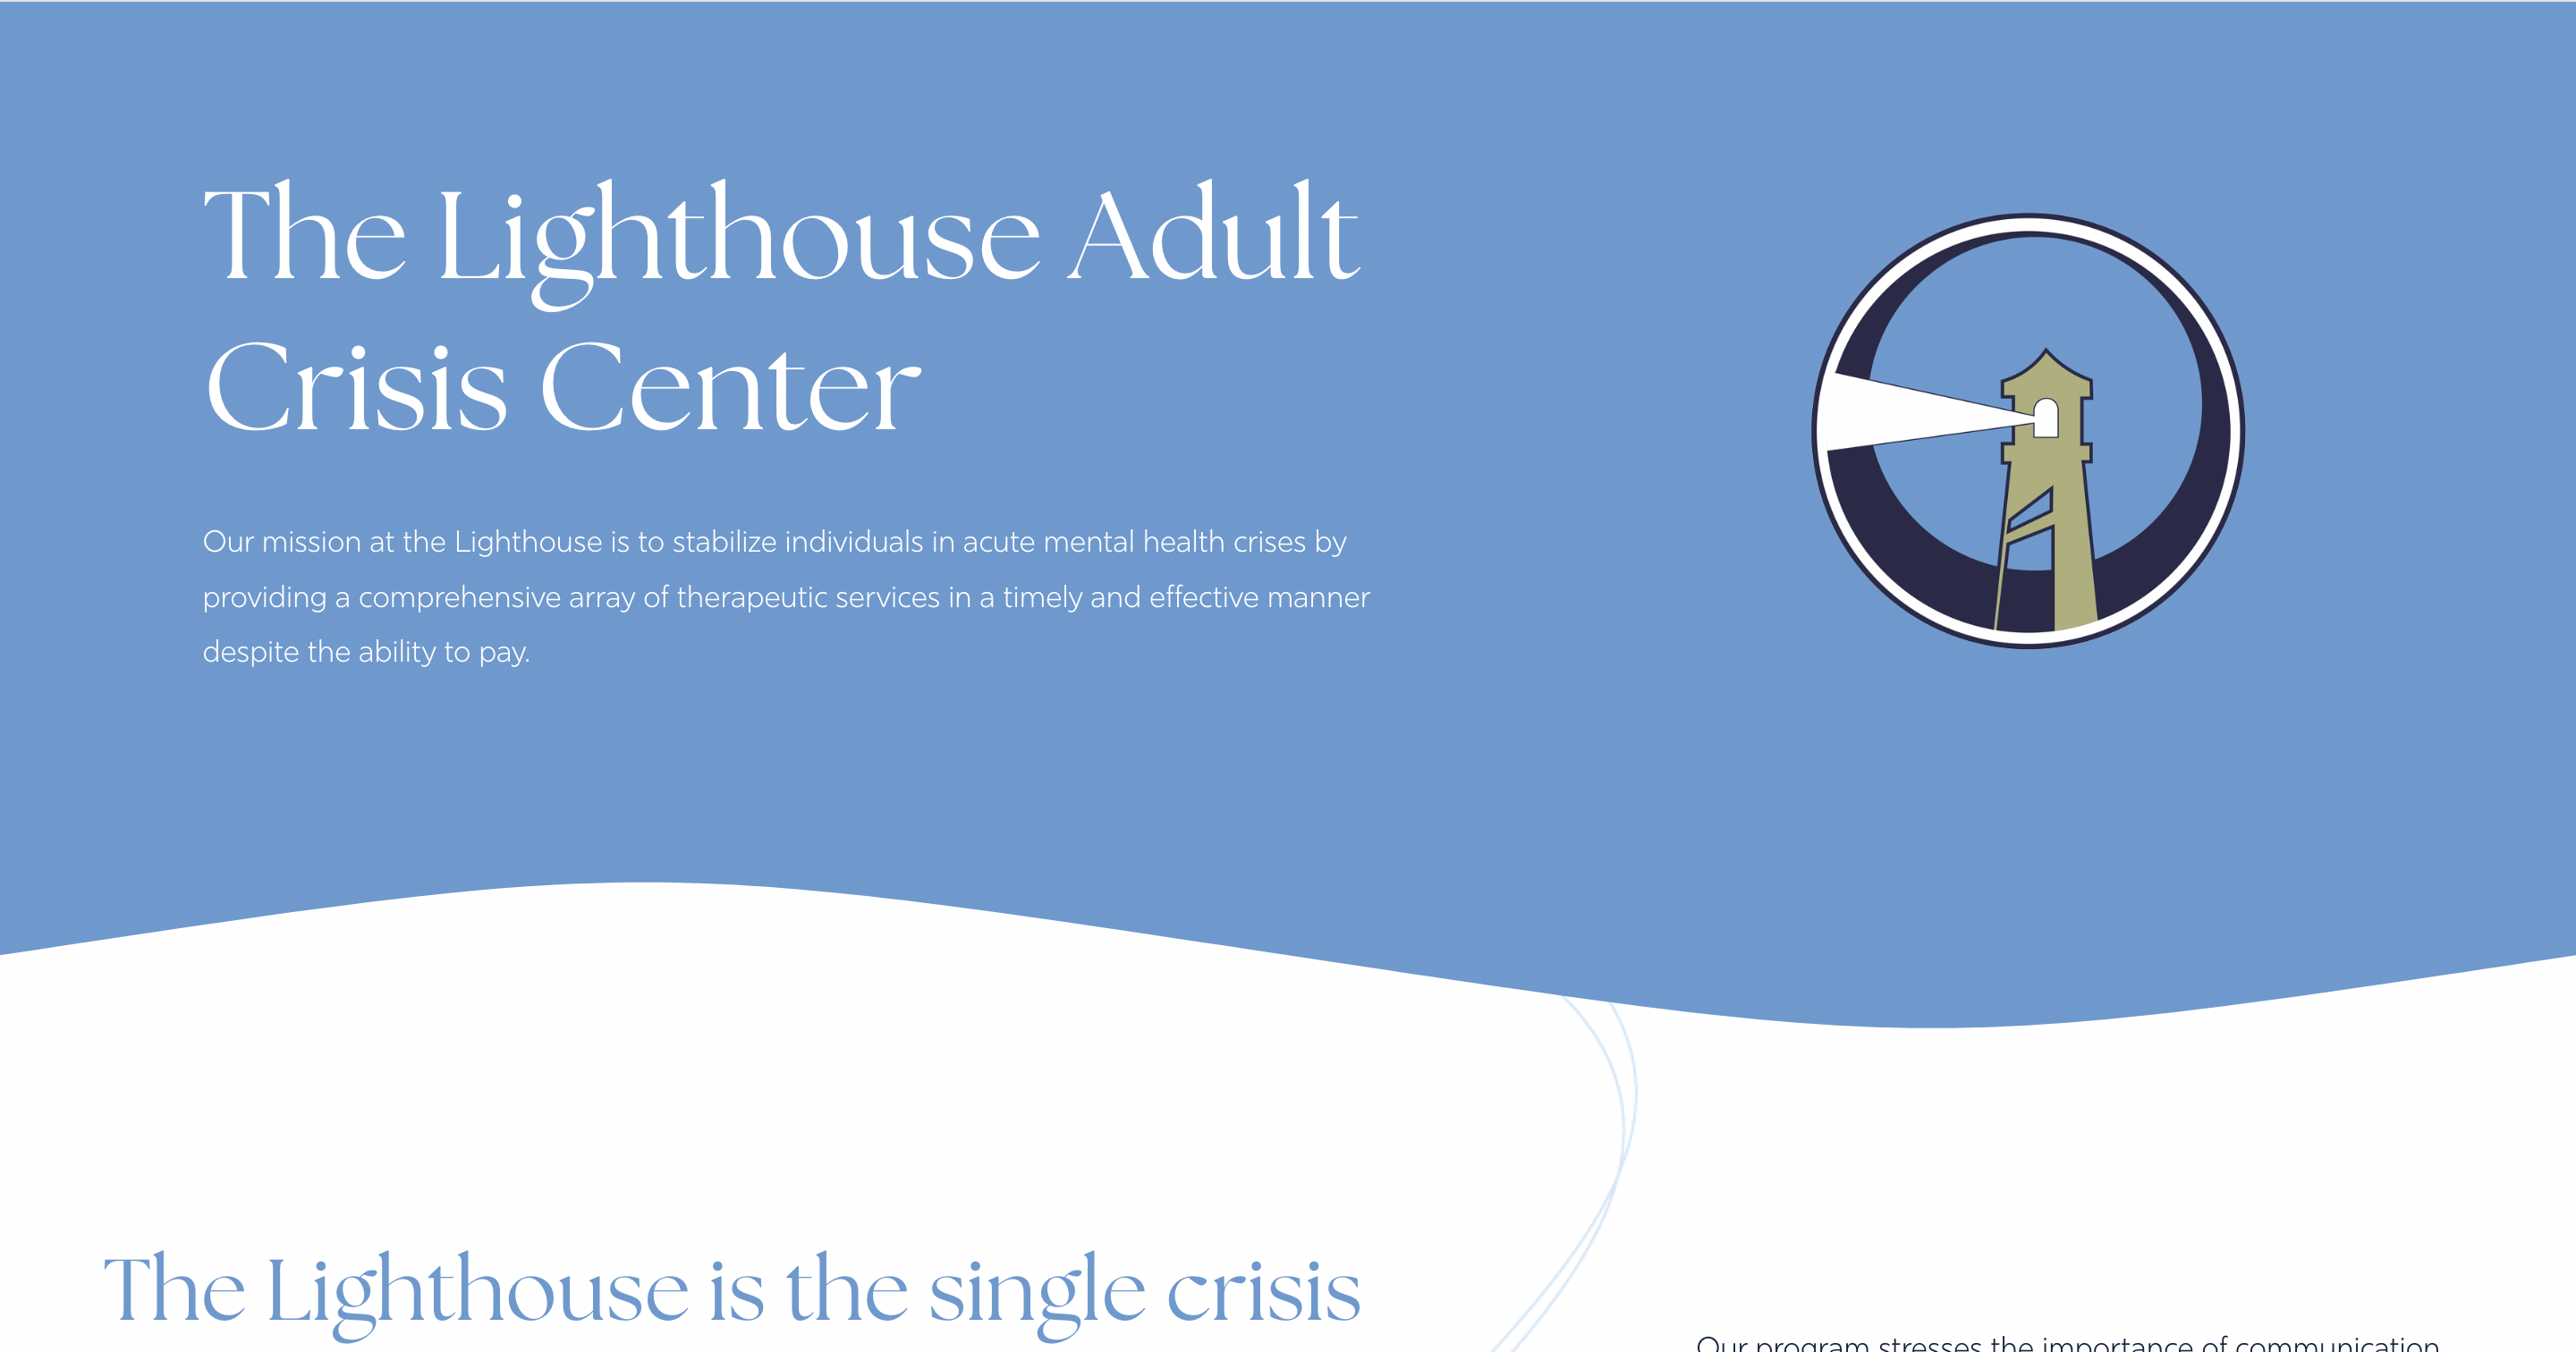 The Lighthouse Adult
Crisis Center
Our mission at the Lighthouse is to stabilize individuals in acute mental health crises by
providing a comprehensive array of therapeutic services in a timely and effective manner
despite the ability to pay.
The Lighthouse is the single crisis
Our program stresses the importance of communication